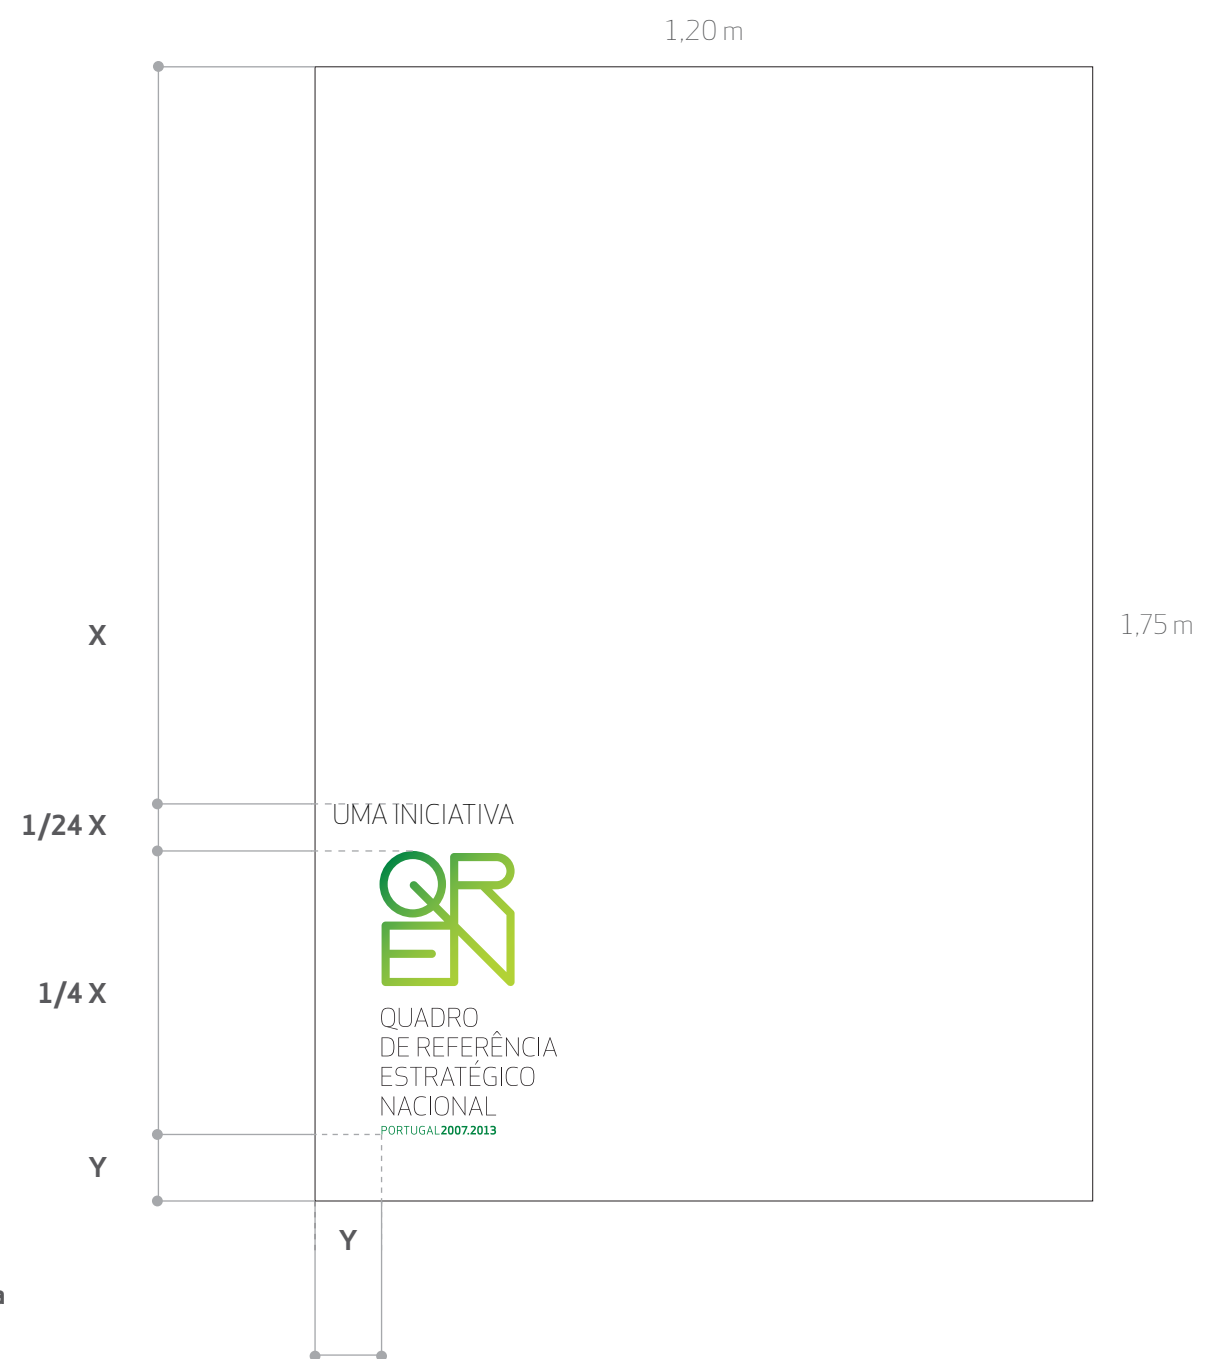 1,20 m
X
1,75 m
UMA INICIATIVA
1/24 X
QREN
1/4 X
QUADRO
DE REFERÊNCIA
ESTRATÉGICO
NACIONAL
PORTUGAL2007.2013
Y
Y
a